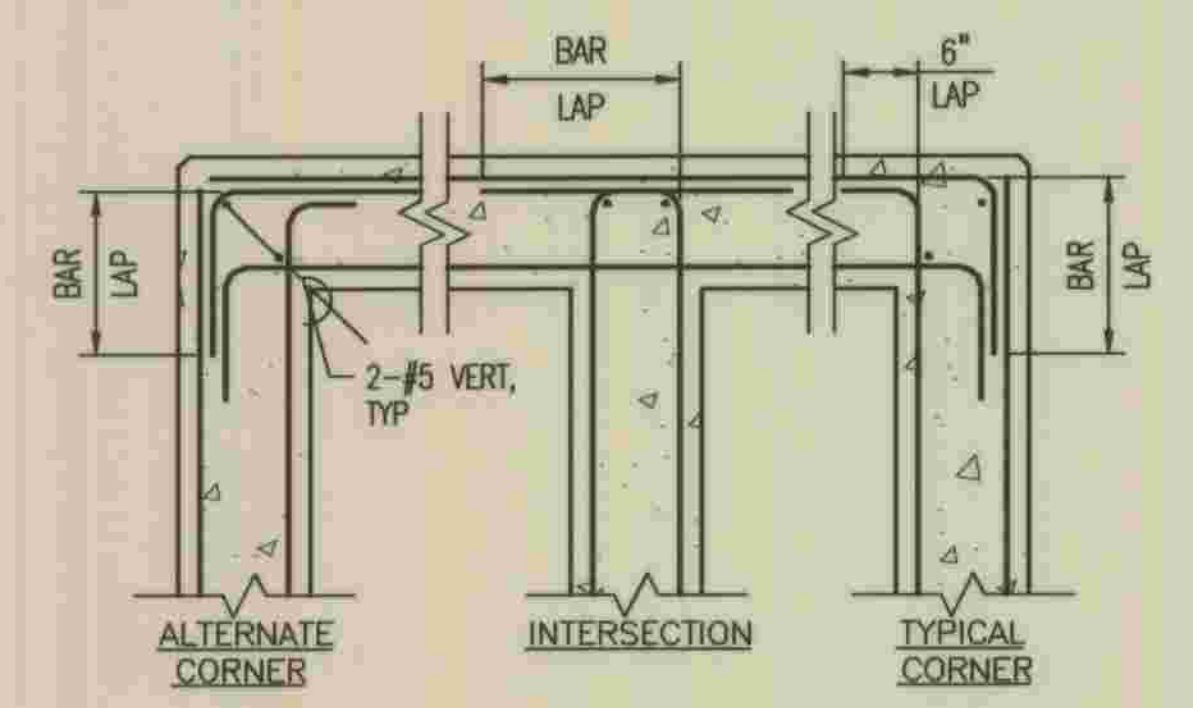 BAR
LAP
6"
LAP
BAR
LAP
BAR
LAP
2-#5 VERT,
TYP
ALTERNATE
CORNER
INTERSECTION
TYPICAL
CORNER